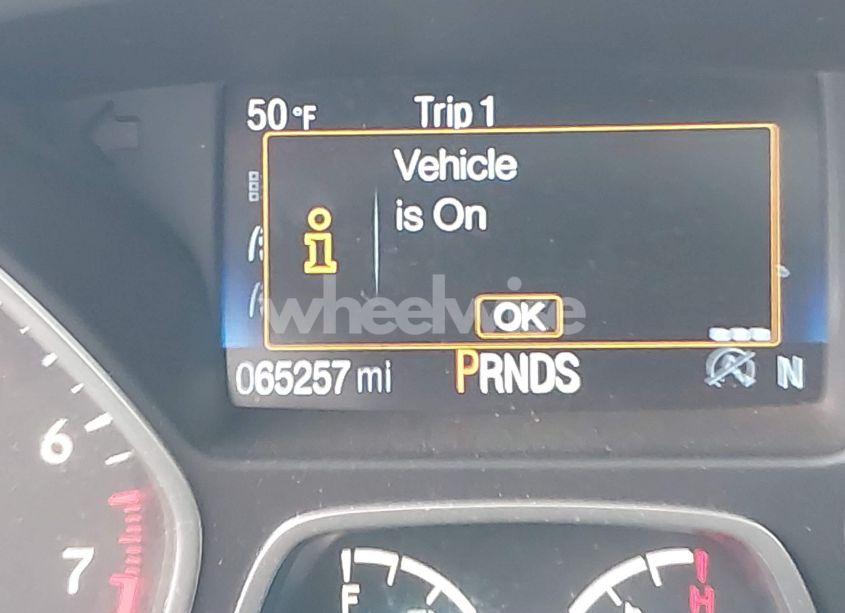 50°F Trip 1
Vehicle
is On
OK
wheelwise
065257 mi PRNDS N
6
7
F H